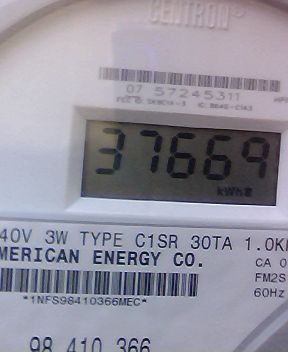 CENTRON®
07 57245311
37669
kWh
40V 3W TYPE C1SR 30TA 1.0K
MERICAN ENERGY CO.
CA 0
FM2S
60Hz
*1NFS98410366MEC*
98 410 366